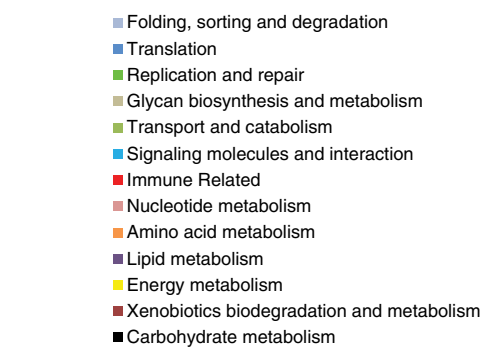 Folding, sorting and degradation
Translation
Replication and repair
Glycan biosynthesis and metabolism
Transport and catabolism
Signaling molecules and interaction
Immune Related
Nucleotide metabolism
Amino acid metabolism
Lipid metabolism
Energy metabolism
Xenobiotics biodegradation and metabolism
Carbohydrate metabolism